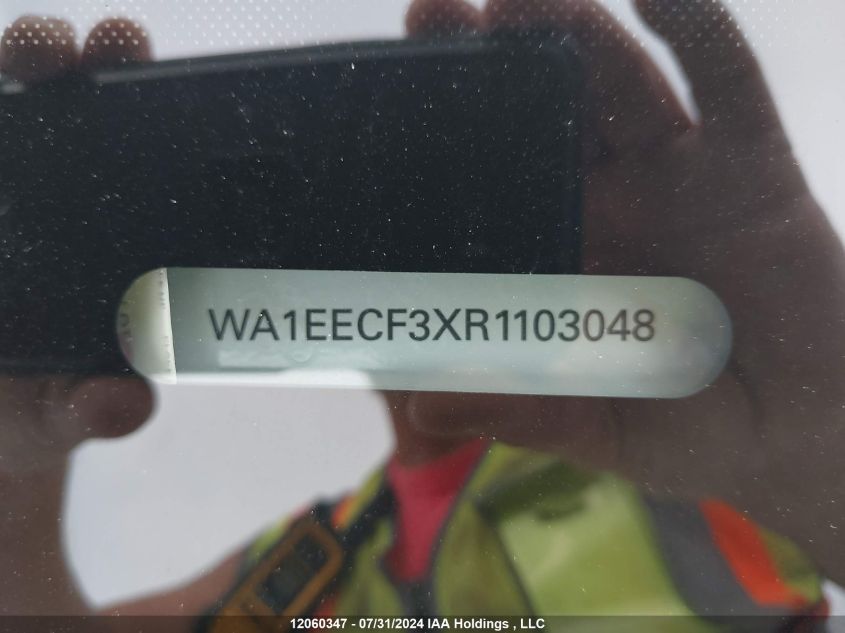 WA1EECF3XR1103048
12060347 - 07/31/2024 IAA Holdings , LLC